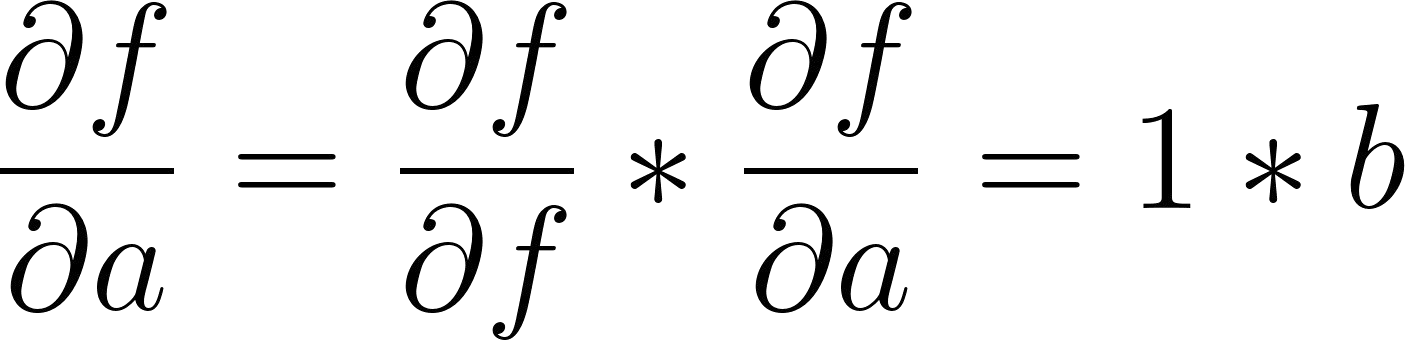 ∂f/∂a = ∂f/∂f * ∂f/∂a = 1 * b